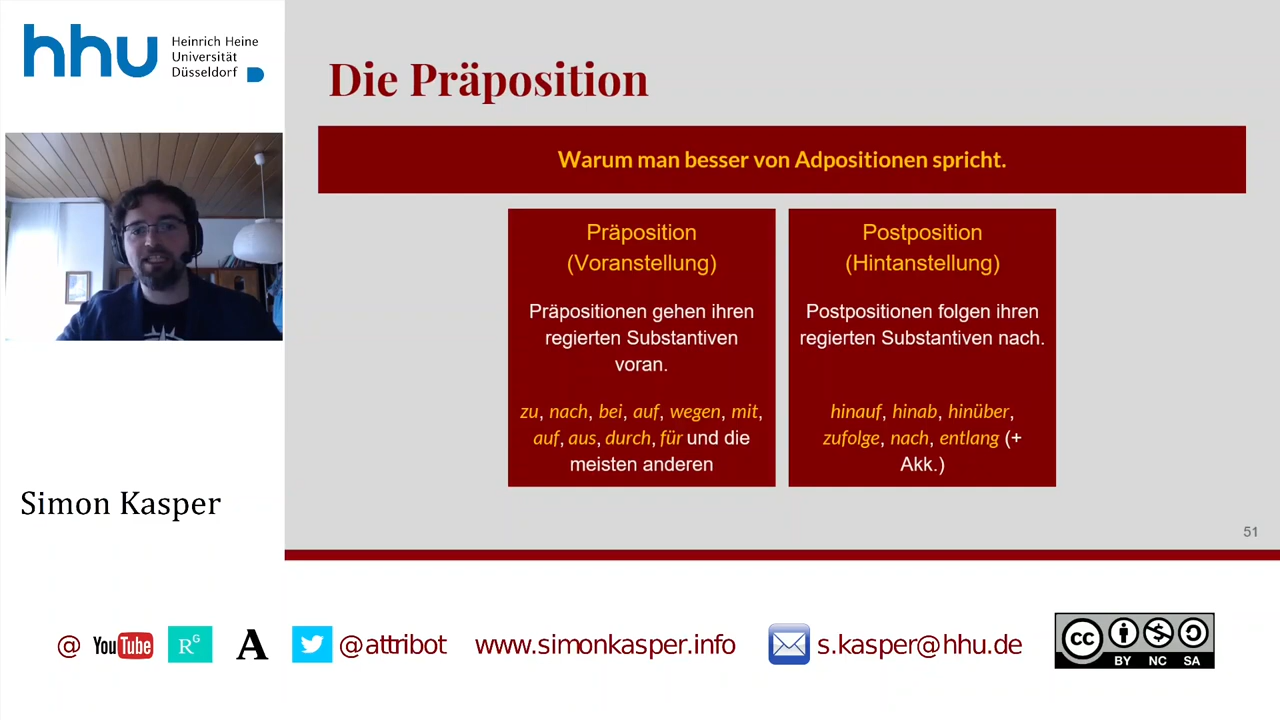 hhu
Heinrich Heine
Universität
Düsseldorf
Die Präposition
Warum man besser von Adpositionen spricht.
Präposition
(Voranstellung)
Präpositionen gehen ihren
regierten Substantiven
voran.
zu, nach, bei, auf, wegen, mit,
auf, aus, durch, für und die
meisten anderen
Postposition
(Hintanstellung)
Postpositionen folgen ihren
regierten Substantiven nach.
hinauf, hinab, hinüber,
zufolge, nach, entlang (+
Akk.)
Simon Kasper
51
@ YouTube RG A @attribot www.simonkasper.info s.kasper@hhu.de
cc BY NC SA